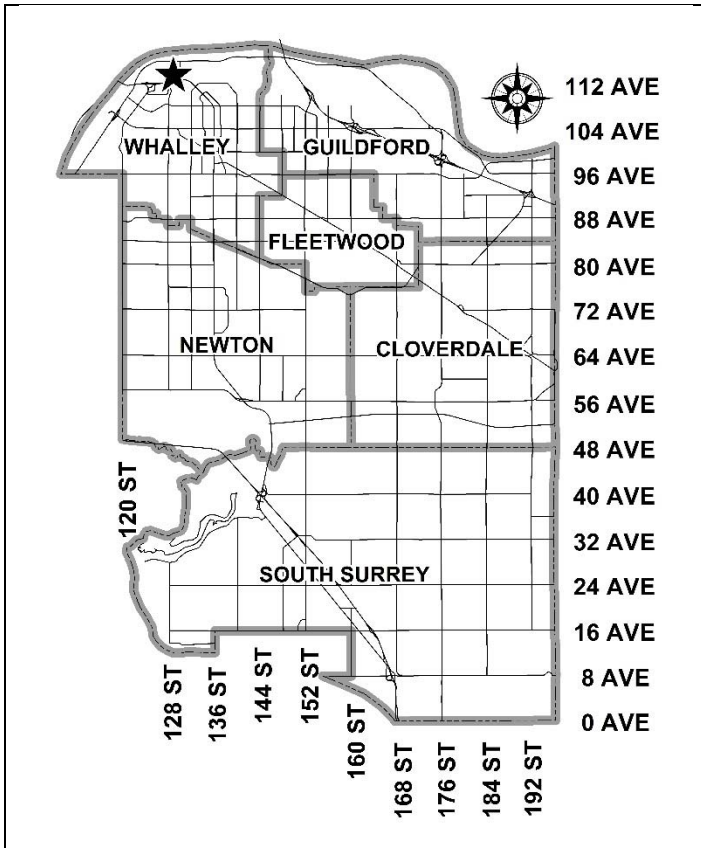 112 AVE
104 AVE
WHALLEY
GUILDFORD
96 AVE
88 AVE
FLEETWOOD
80 AVE
72 AVE
NEWTON
CLOVERDALE
64 AVE
56 AVE
48 AVE
120 ST
40 AVE
32 AVE
SOUTH SURREY
24 AVE
16 AVE
8 AVE
0 AVE
128 ST
136 ST
144 ST
152 ST
160 ST
168 ST
176 ST
184 ST
192 ST